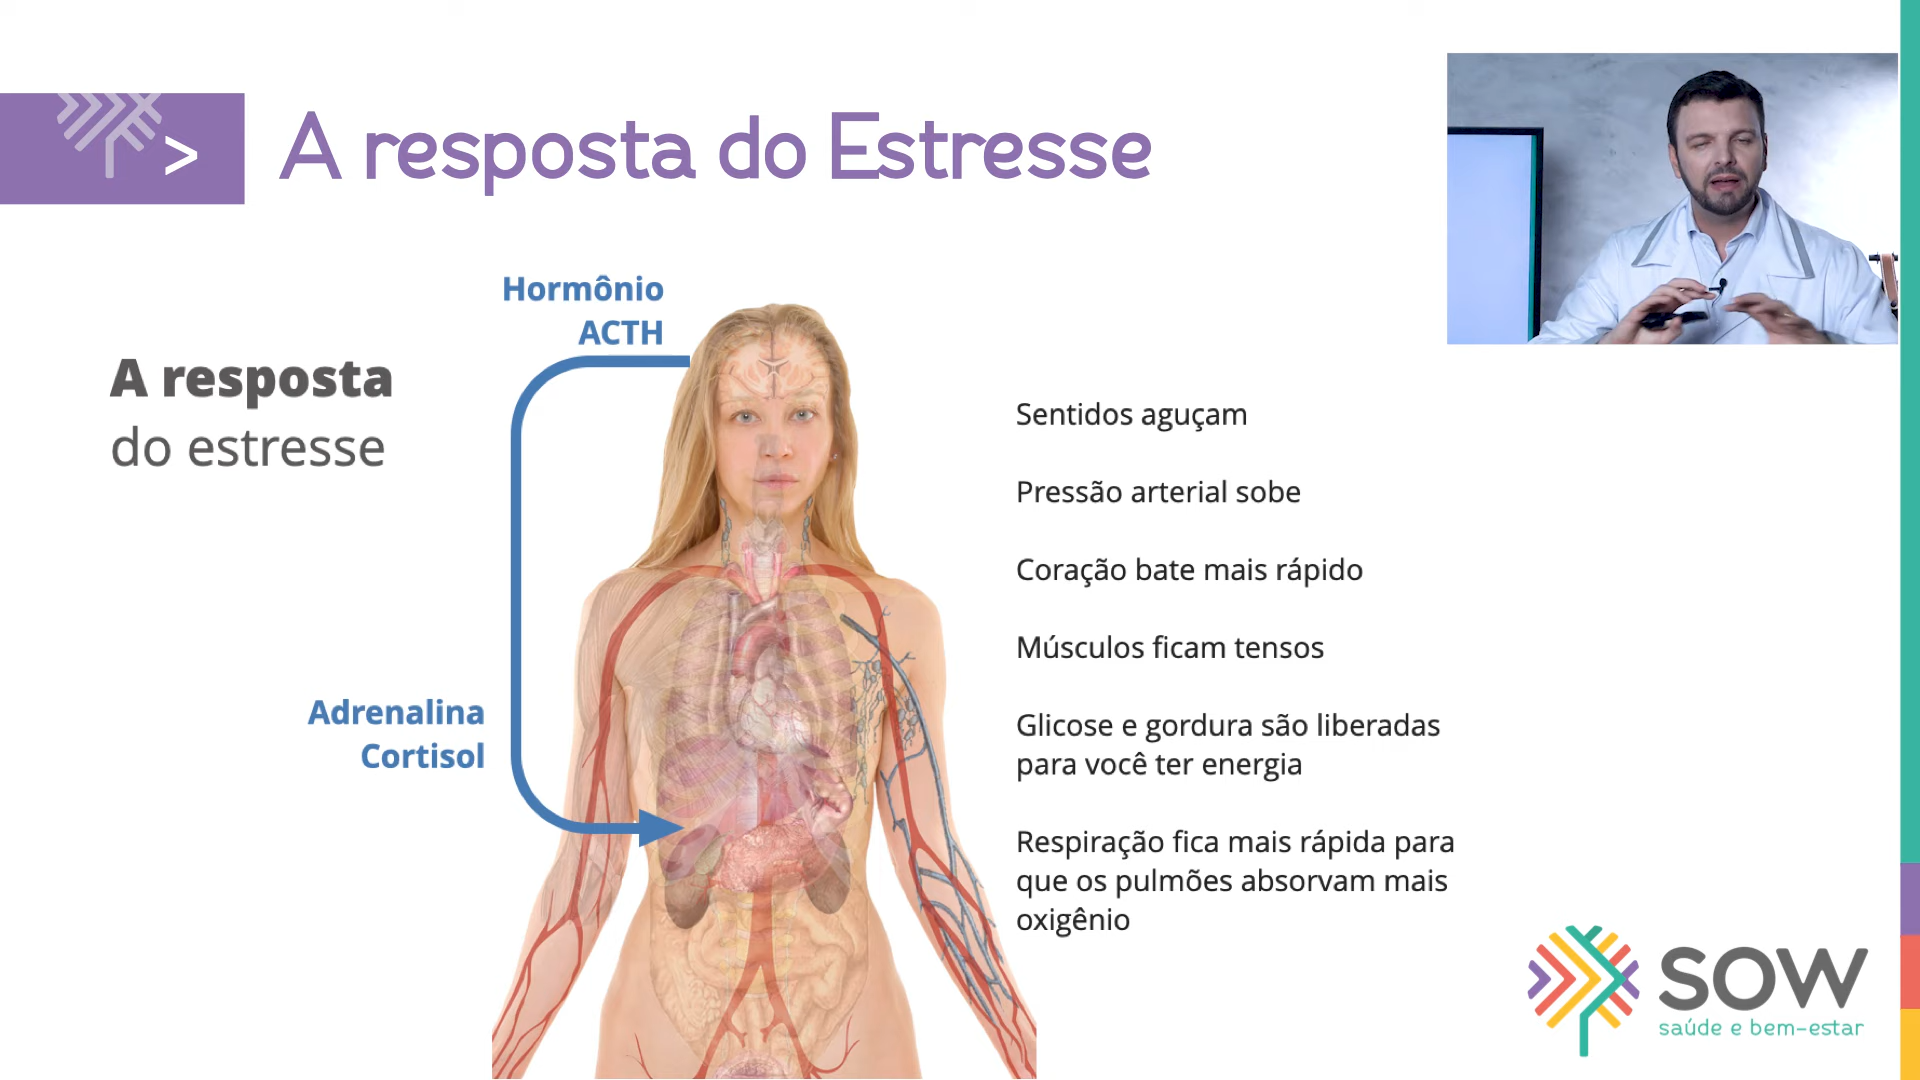 > A resposta do Estresse
Hormônio
ACTH
A resposta
do estresse
Adrenalina
Cortisol
Sentidos aguçam
Pressão arterial sobe
Coração bate mais rápido
Músculos ficam tensos
Glicose e gordura são liberadas
para você ter energia
Respiração fica mais rápida para
que os pulmões absorvam mais
oxigênio
SOW
saúde e bem-estar